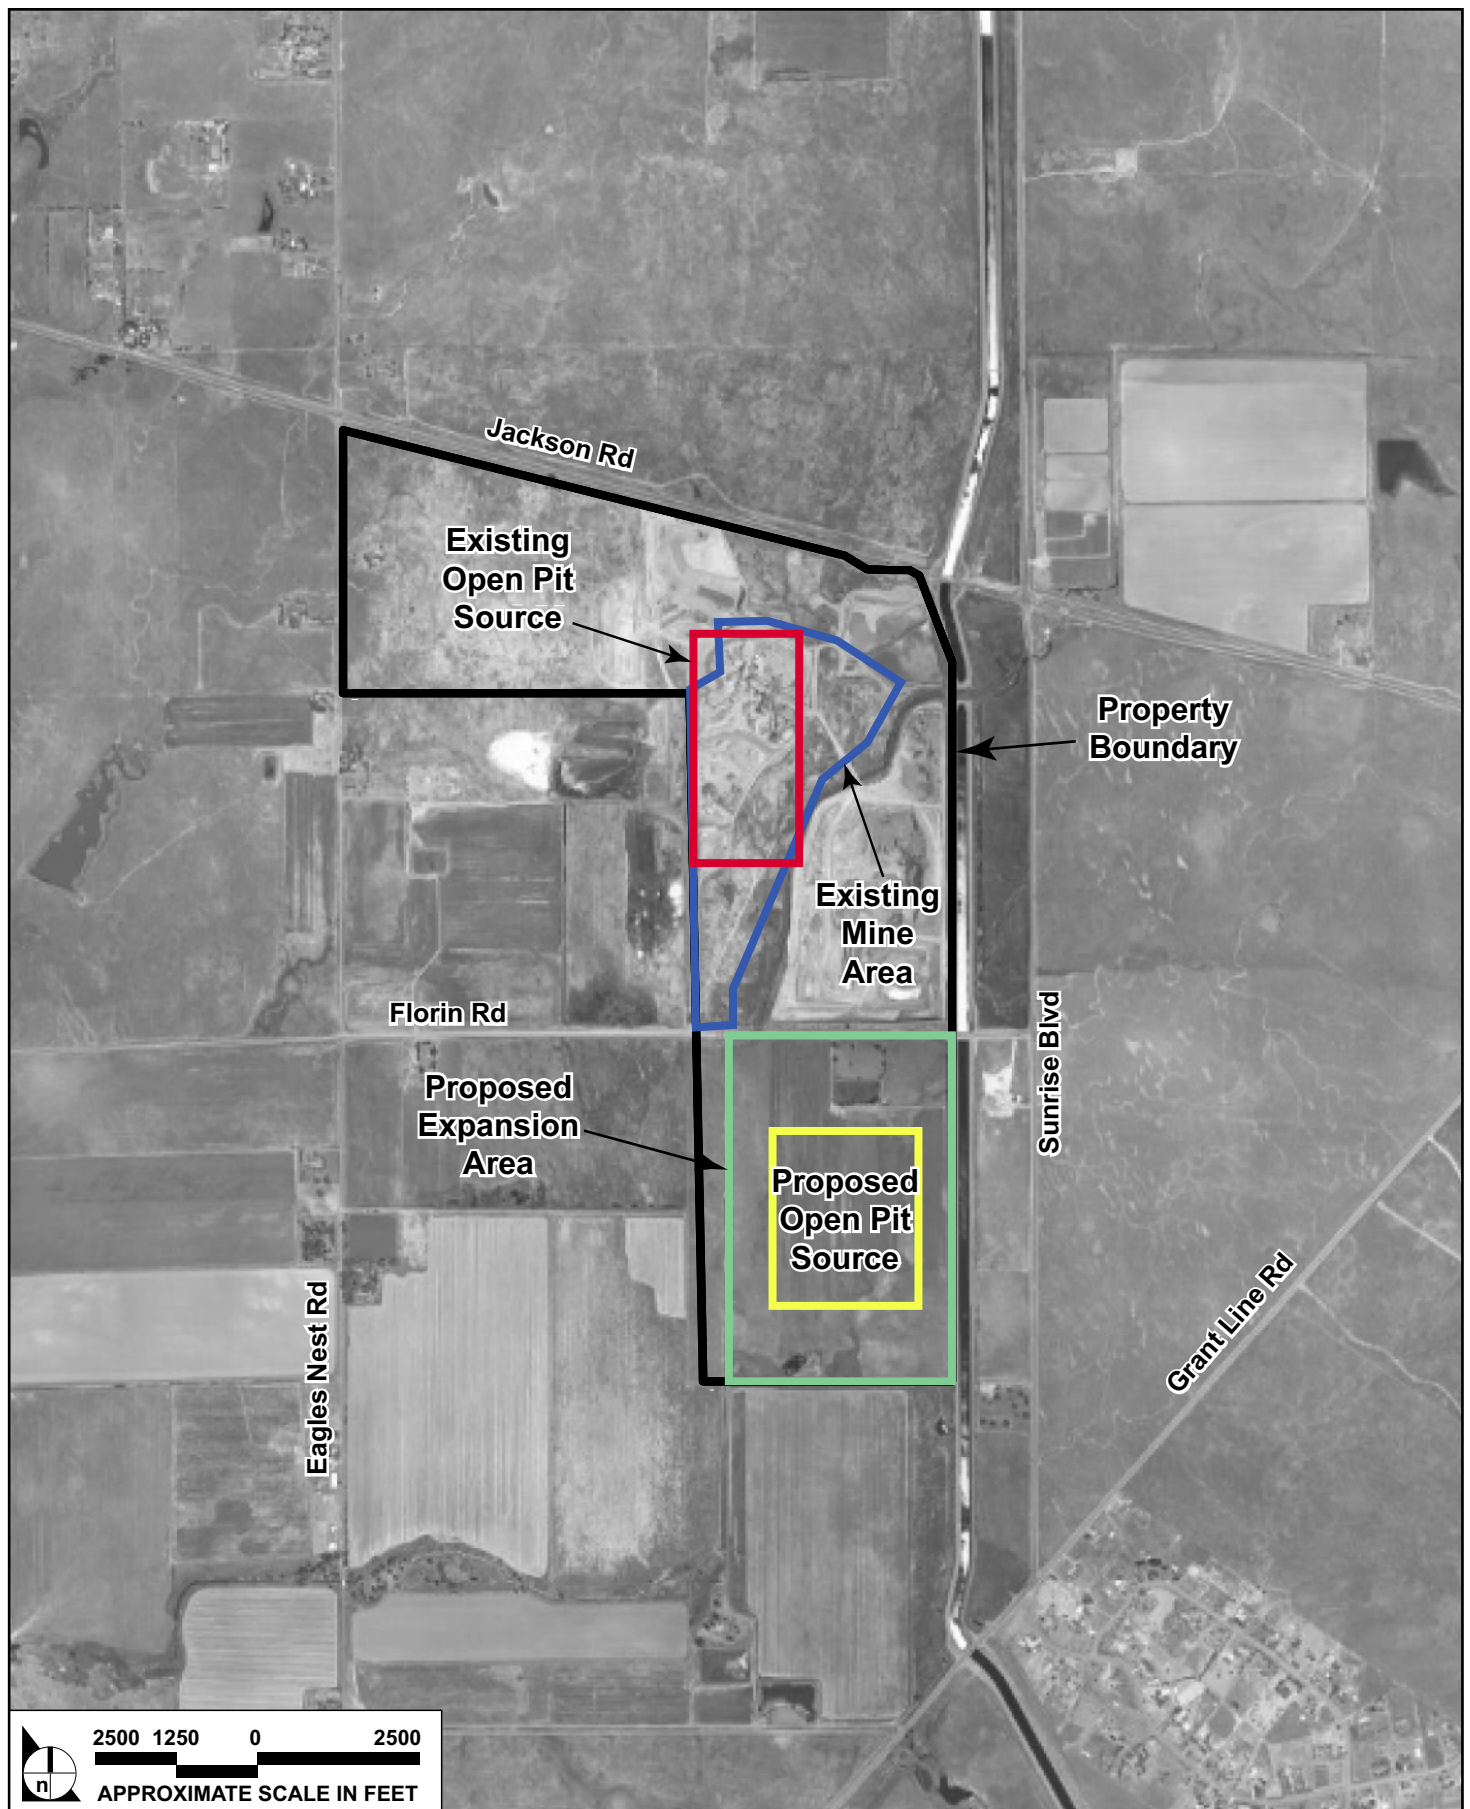 Jackson Rd
Existing
Open Pit
Source
Property
Boundary
Existing
Mine
Area
Florin Rd
Sunrise Blvd
Proposed
Expansion
Area
Proposed
Open Pit
Source
Grant Line Rd
Eagles Nest Rd
2500 1250 0 2500
n
APPROXIMATE SCALE IN FEET